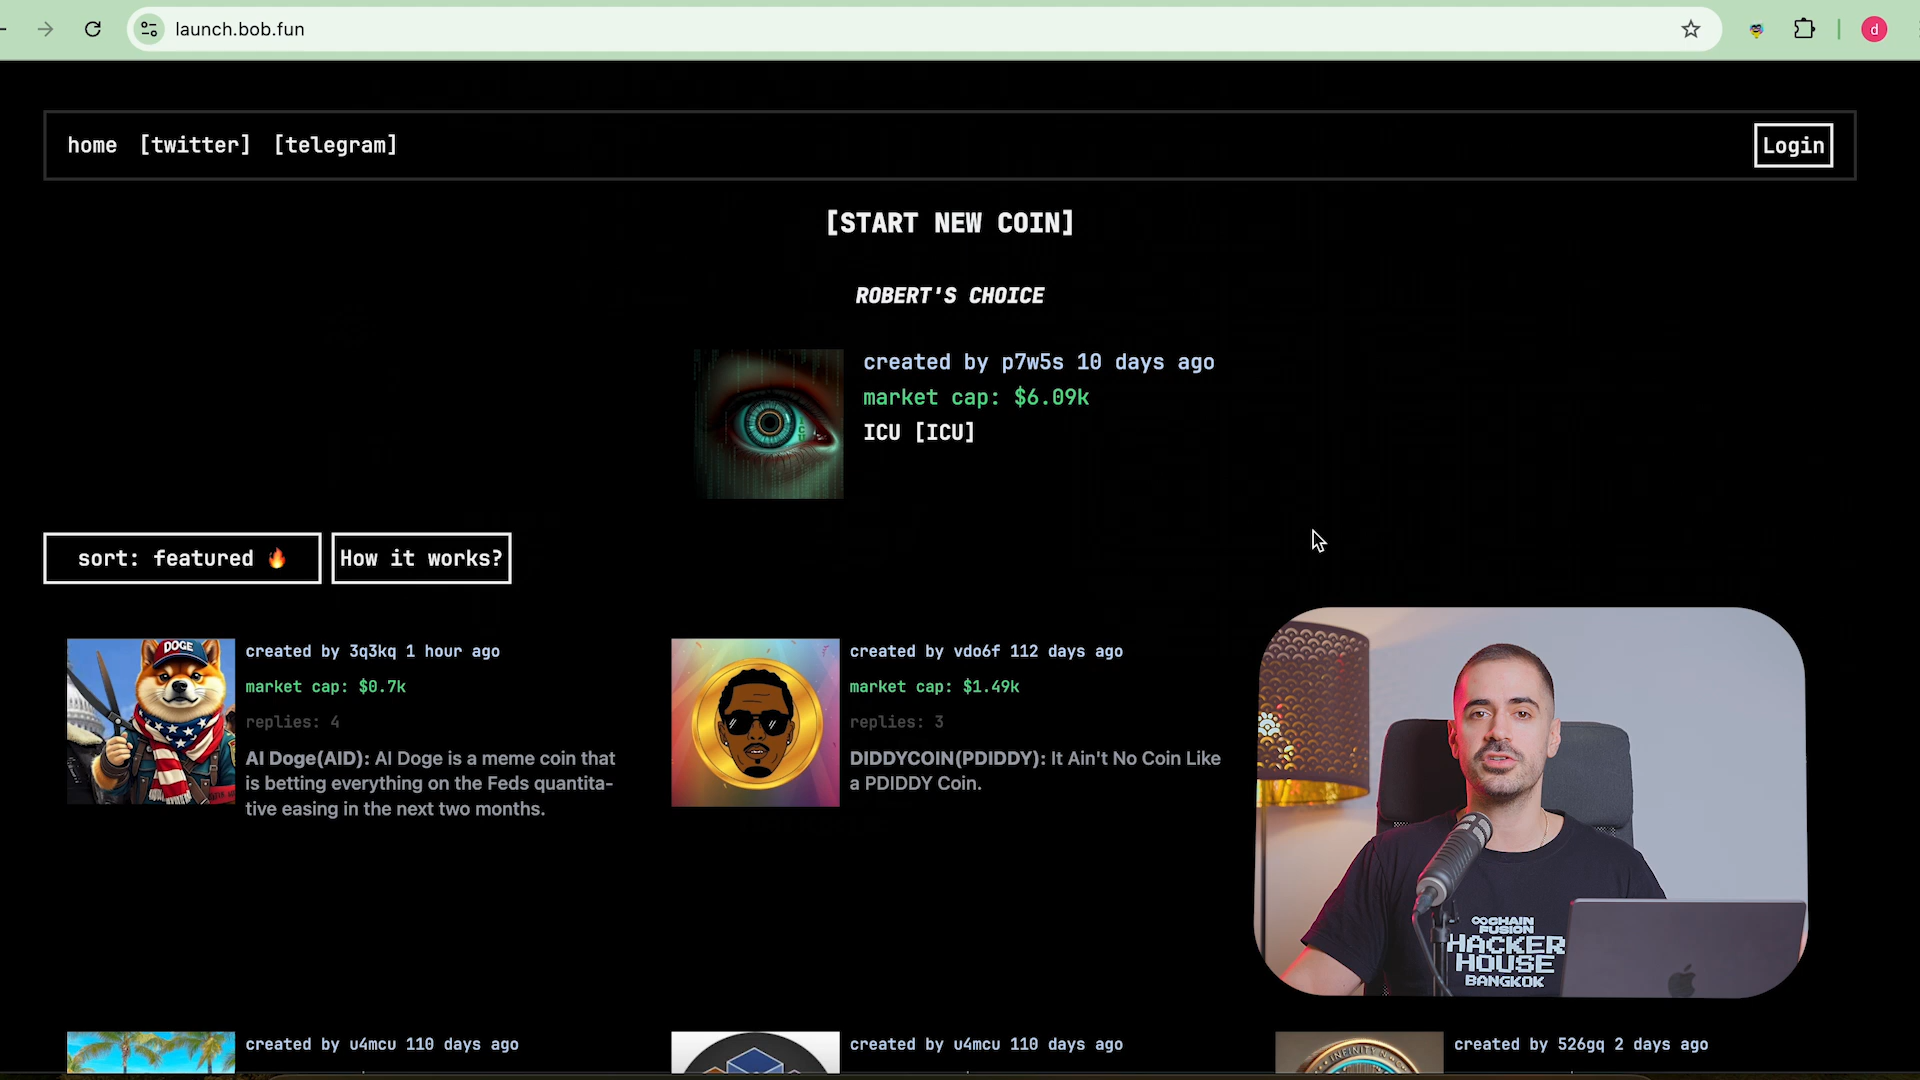 launch.bob.fun
d
home [twitter] [telegram]
Login
[START NEW COIN]
ROBERT'S CHOICE
created by p7w5s 10 days ago
market cap: $6.09k
ICU [ICU]
sort: featured 🔥
How it works?
DOGE
created by 3q3kq 1 hour ago
market cap: $0.7k
replies: 4
AI Doge(AID): AI Doge is a meme coin that
is betting everything on the Feds quantita-
tive easing in the next two months.
created by vdo6f 112 days ago
market cap: $1.49k
replies: 3
DIDDYCOIN(PDIDDY): It Ain't No Coin Like
a PDIDDY Coin.
CHAIN
FUSION
HACKER
HOUSE
BANGKOK
created by u4mcu 110 days ago
created by u4mcu 110 days ago
created by 526gq 2 days ago